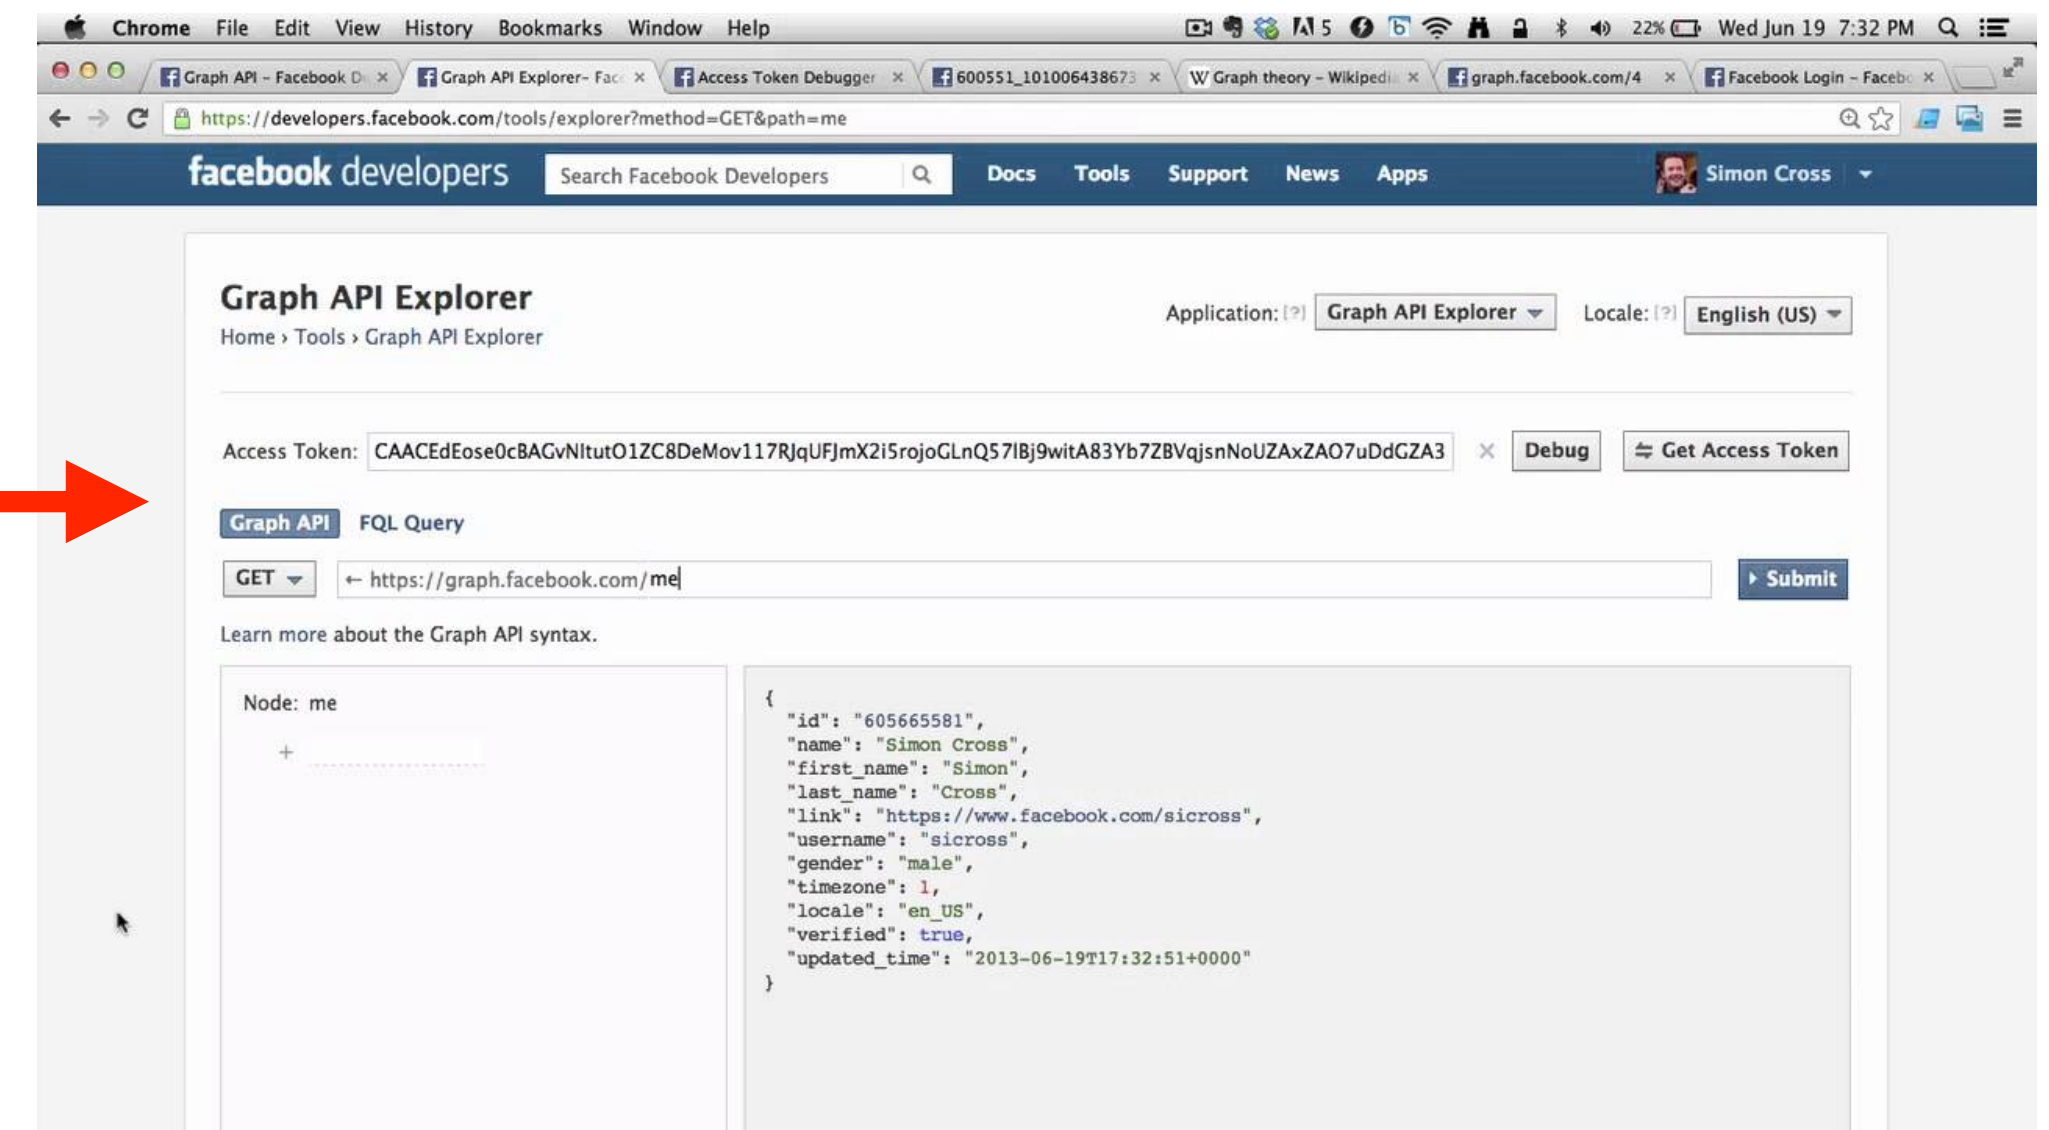 Chrome File Edit View History Bookmarks Window Help 5 22% Wed Jun 19 7:32 PM
Graph API – Facebook D Graph API Explorer– Fac Access Token Debugger 600551_101006438673 W Graph theory – Wikipedi graph.facebook.com/4 Facebook Login – Facebo
https://developers.facebook.com/tools/explorer?method=GET&path=me
facebook developers Search Facebook Developers Docs Tools Support News Apps Simon Cross
Graph API Explorer
Application: [?] Graph API Explorer Locale: [?] English (US)
Home › Tools › Graph API Explorer
Access Token: CAACEdEose0cBAGvNItutO1ZC8DeMov117RJqUFJmX2i5rojoGLnQ57lBj9witA83Yb7ZBVqjsnNoUZAxZAO7uDdGZA3 × Debug ⇋ Get Access Token
Graph API FQL Query
GET ← https://graph.facebook.com/me Submit
Learn more about the Graph API syntax.
Node: me
+
{
"id": "605665581",
"name": "Simon Cross",
"first_name": "Simon",
"last_name": "Cross",
"link": "https://www.facebook.com/sicross",
"username": "sicross",
"gender": "male",
"timezone": 1,
"locale": "en_US",
"verified": true,
"updated_time": "2013-06-19T17:32:51+0000"
}